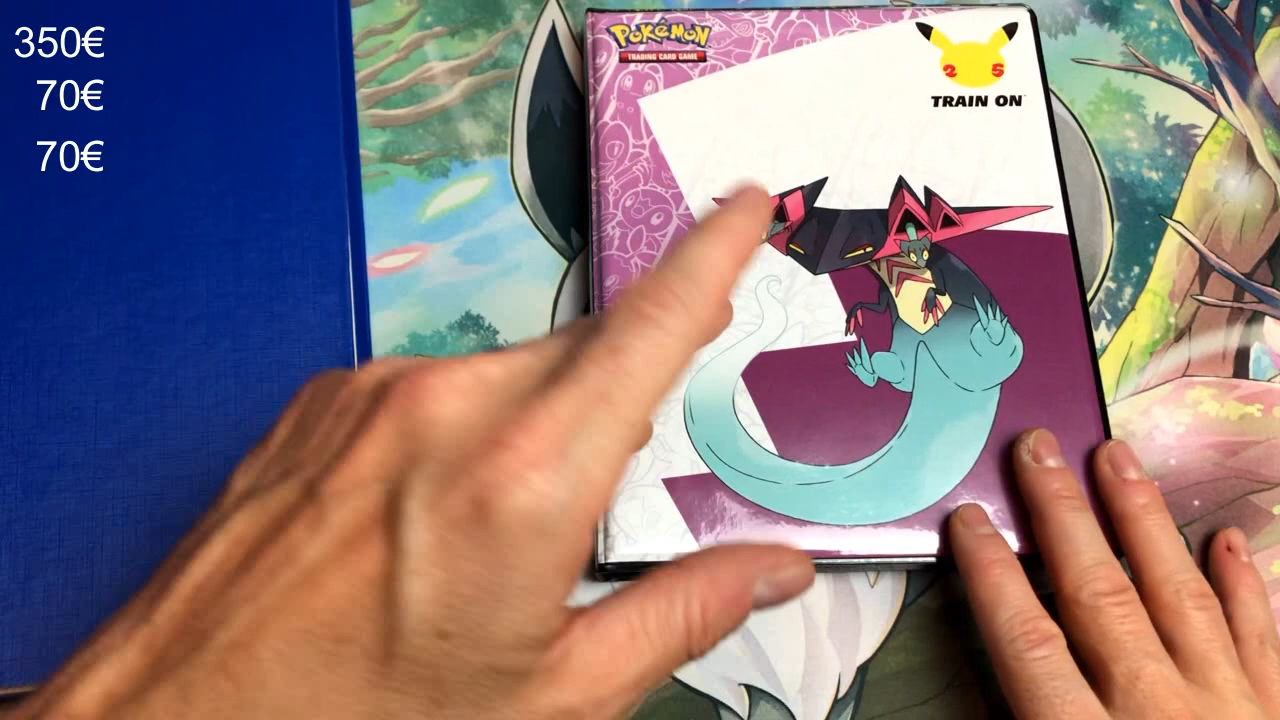 350€
70€
70€
Pokémon
TRADING CARD GAME
25
TRAIN ON